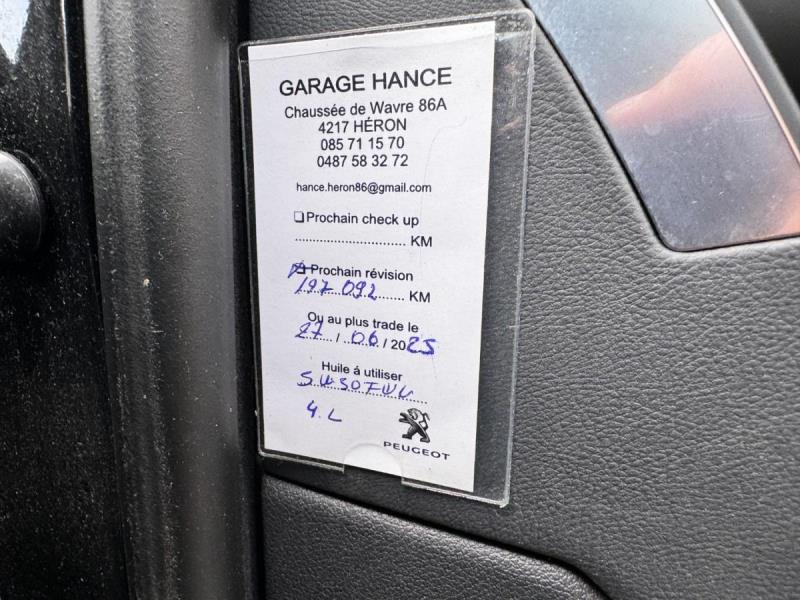 GARAGE HANCE
Chaussée de Wavre 86A
4217 HÉRON
085 71 15 70
0487 58 32 72
hance.heron86@gmail.com
Prochain check up
.............................. KM
Prochain révision
197 092 ...... KM
Ou au plus trade le
27 / 06 / 2025
Huile á utiliser
4. L
PEUGEOT